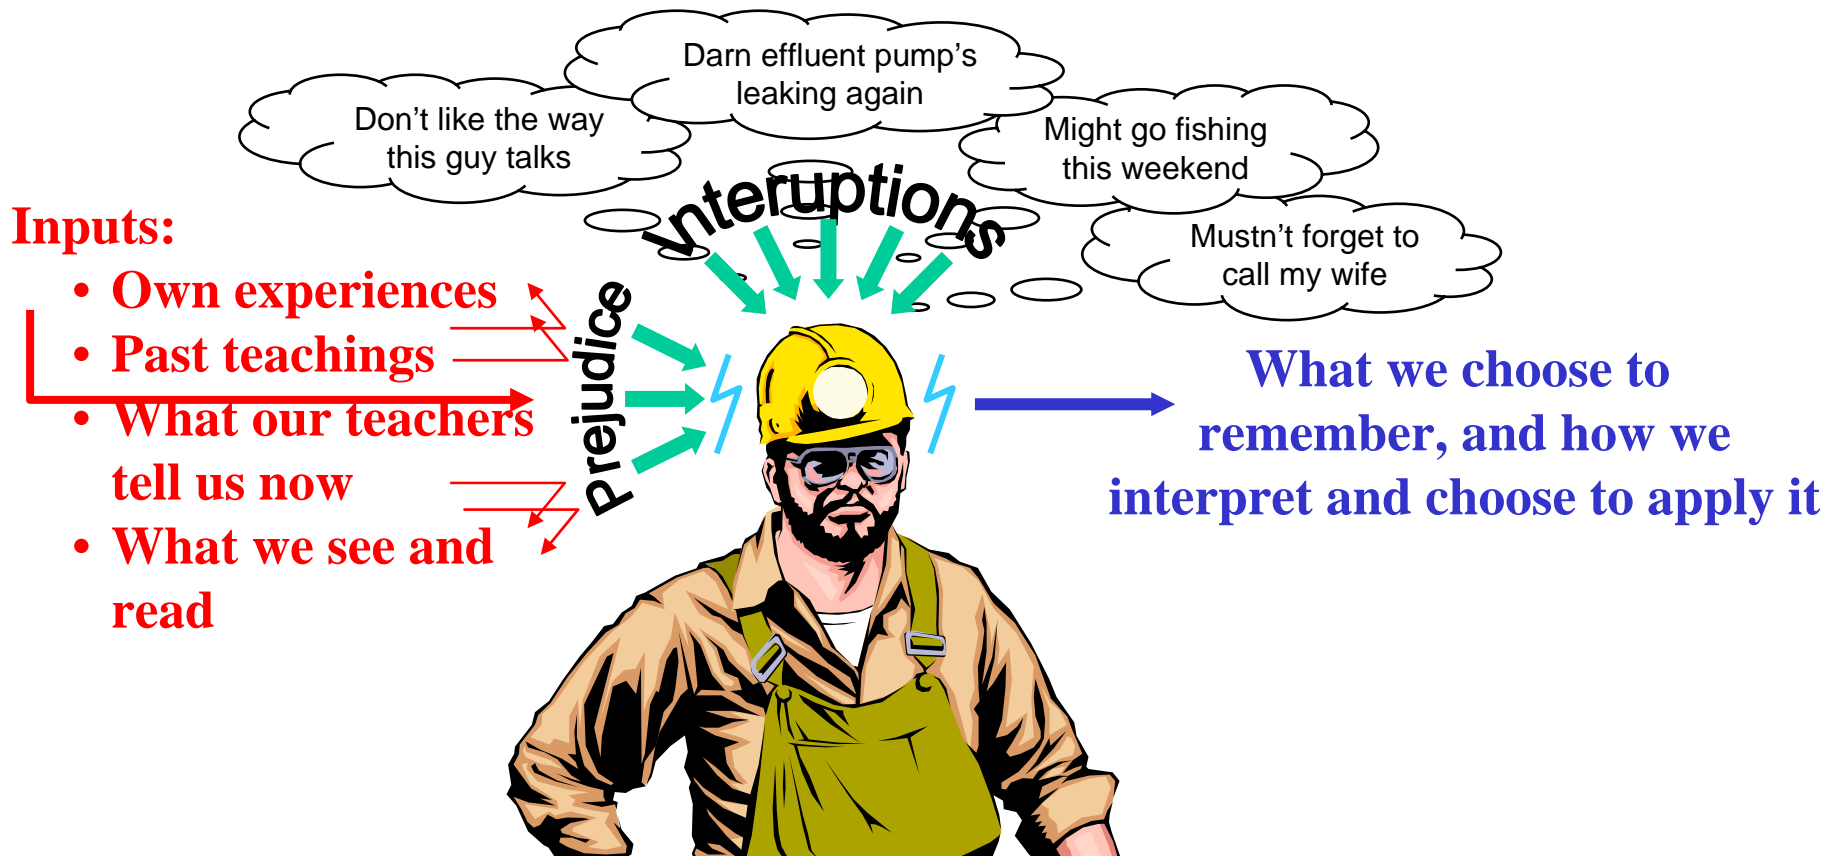 Darn effluent pump's
leaking again
Don't like the way
this guy talks
Might go fishing
this weekend
Mustn't forget to
call my wife
Interuptions
Prejudice
Inputs:
• Own experiences
• Past teachings
• What our teachers
tell us now
• What we see and
read
What we choose to
remember, and how we
interpret and choose to apply it